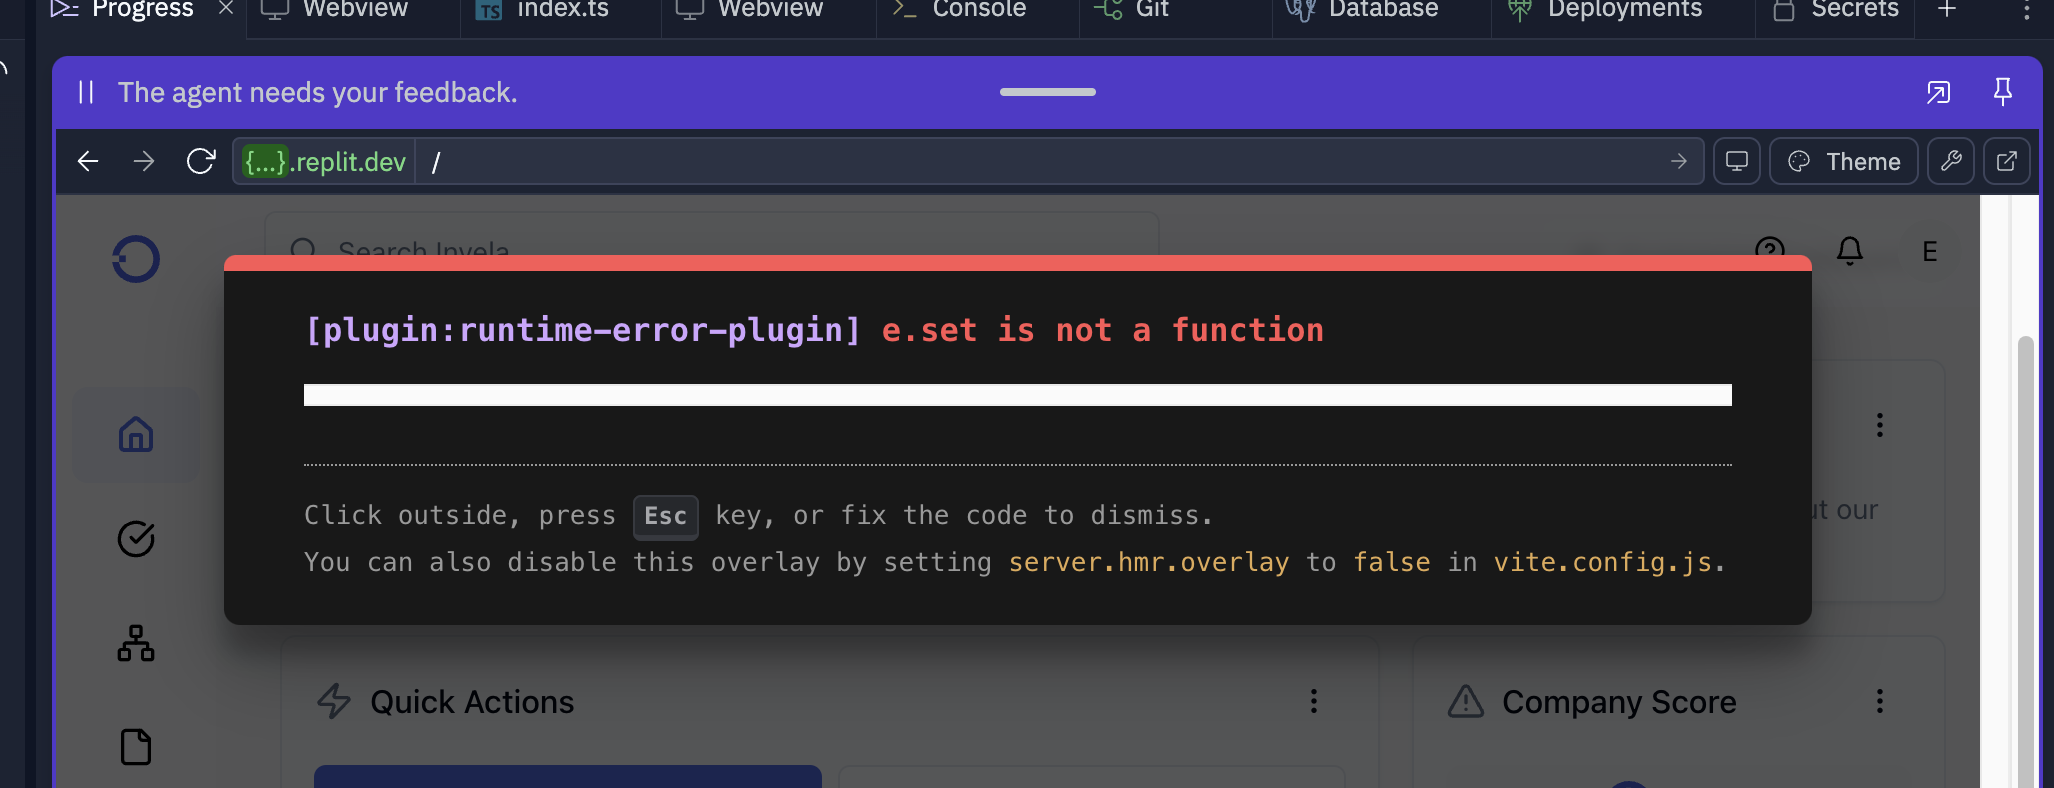 Progress
Webview
TS index.ts
Webview
Console
Git
Database
Deployments
Secrets
The agent needs your feedback.
{...}.replit.dev /
Theme
Search Invela
E
[plugin:runtime-error-plugin] e.set is not a function
Click outside, press Esc key, or fix the code to dismiss.
You can also disable this overlay by setting server.hmr.overlay to false in vite.config.js.
our
Quick Actions
Company Score